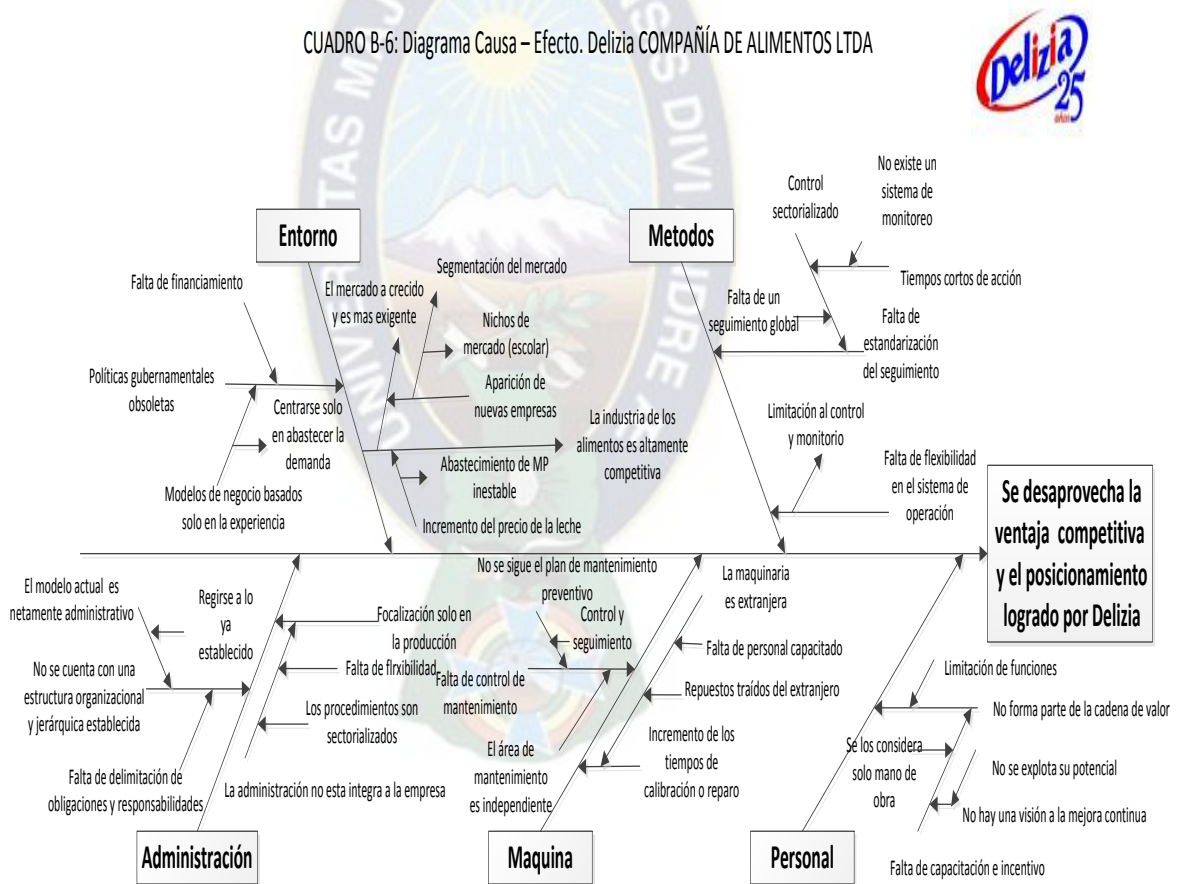 CUADRO B-6: Diagrama Causa – Efecto. Delizia COMPAÑÍA DE ALIMENTOS LTDA
Delizia
25
años
UNIVERSITAS MAJ
NSIS DIVI ANDRE
Entorno
Falta de financiamiento
Políticas gubernamentales
obsoletas
Centrarse solo
en abastecer la
demanda
Modelos de negocio basados
solo en la experiencia
El mercado a crecido
y es mas exigente
Segmentación del mercado
Nichos de
mercado (escolar)
Aparición de
nuevas empresas
La industria de los
alimentos es altamente
competitiva
Abastecimiento de MP
inestable
Incremento del precio de la leche
Metodos
Control
sectorializado
No existe un
sistema de
monitoreo
Tiempos cortos de acción
Falta de un
seguimiento global
Falta de
estandarización
del seguimiento
Limitación al control
y monitorio
Falta de flexibilidad
en el sistema de
operación
Se desaprovecha la
ventaja competitiva
y el posicionamiento
logrado por Delizia
El modelo actual es
netamente administrativo
Regirse a lo
ya
establecido
No se cuenta con una
estructura organizacional
y jerárquica establecida
Falta de delimitación de
obligaciones y responsabilidades
Focalización solo en
la producción
Falta de flrxibilidad
Los procedimientos son
sectorializados
La administración no esta integra a la empresa
Administración
No se sigue el plan de mantenimiento
preventivo
Control y
seguimiento
Falta de control de
mantenimiento
El área de
mantenimiento
es independiente
La maquinaria
es extranjera
Falta de personal capacitado
Repuestos traídos del extranjero
Incremento de los
tiempos de
calibración o reparo
Maquina
Limitación de funciones
No forma parte de la cadena de valor
Se los considera
solo mano de
obra
No se explota su potencial
No hay una visión a la mejora continua
Falta de capacitación e incentivo
Personal